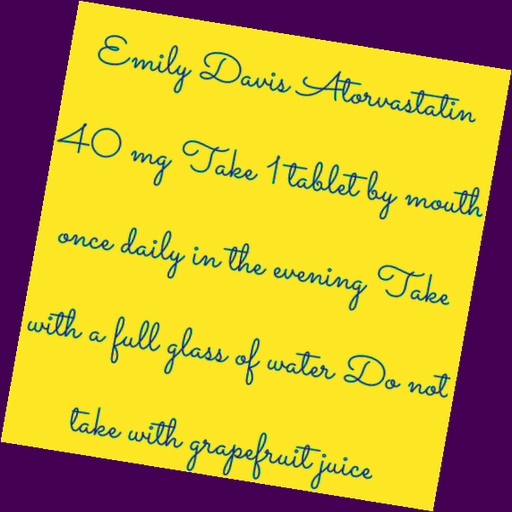 Emily Davis Atorvastatin
40 mg Take 1 tablet by mouth
once daily in the evening Take
with a full glass of water Do not
take with grapefruit juice